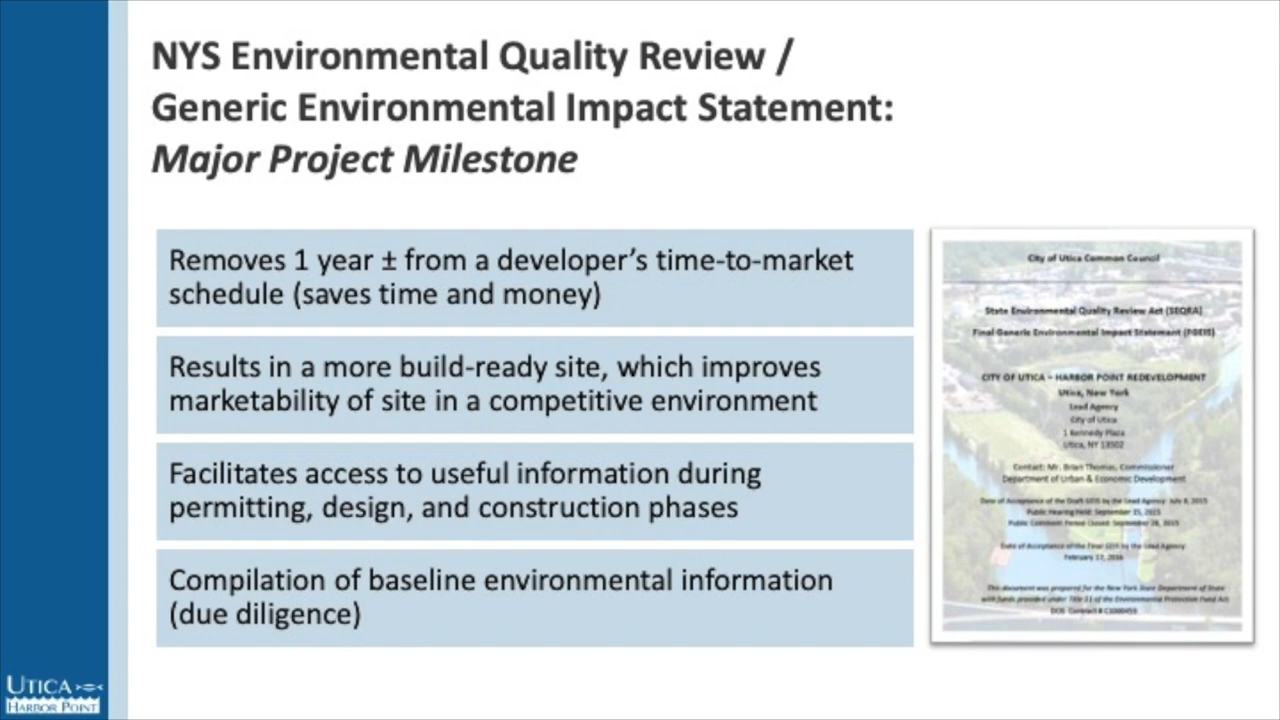 NYS Environmental Quality Review /
Generic Environmental Impact Statement:
Major Project Milestone
Removes 1 year ± from a developer’s time-to-market
schedule (saves time and money)
Results in a more build-ready site, which improves
marketability of site in a competitive environment
Facilitates access to useful information during
permitting, design, and construction phases
Compilation of baseline environmental information
(due diligence)
City of Utica Common Council
State Environmental Quality Review Act (SEQRA)
Final Generic Environmental Impact Statement (FGEIS)
CITY OF UTICA – HARBOR POINT REDEVELOPMENT
Utica, New York
Lead Agency
City of Utica
1 Kennedy Plaza
Utica, NY 13502
Contact: Mr. Brian Thomas, Commissioner
Department of Urban & Economic Development
Date of Acceptance of the Draft GEIS by the Lead Agency: July 8, 2015
Public Hearing Held: September 15, 2015
Public Comment Period Closed: September 28, 2015
Date of Acceptance of the Final GEIS by the Lead Agency
February 17, 2016
This document was prepared for the New York State Department of State
with funds provided under Title 11 of the Environmental Protection Fund Act
DOS Contract #
UTICA
HARBOR POINT